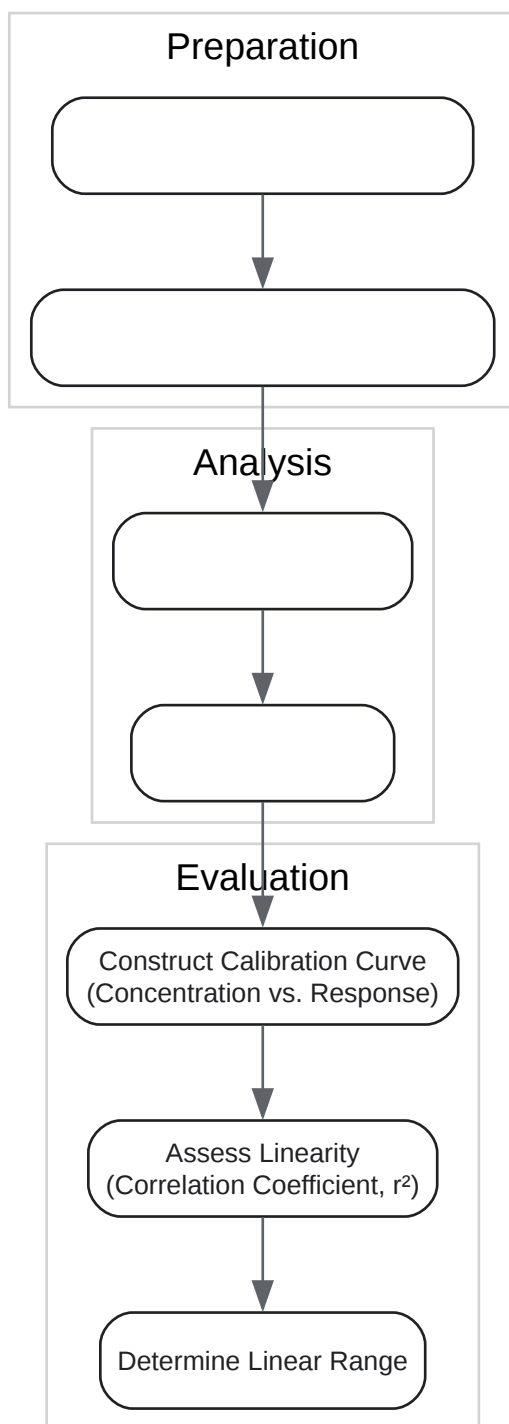 Preparation
Analysis
Evaluation
Construct Calibration Curve
(Concentration vs. Response)
Assess Linearity
(Correlation Coefficient, r²)
Determine Linear Range